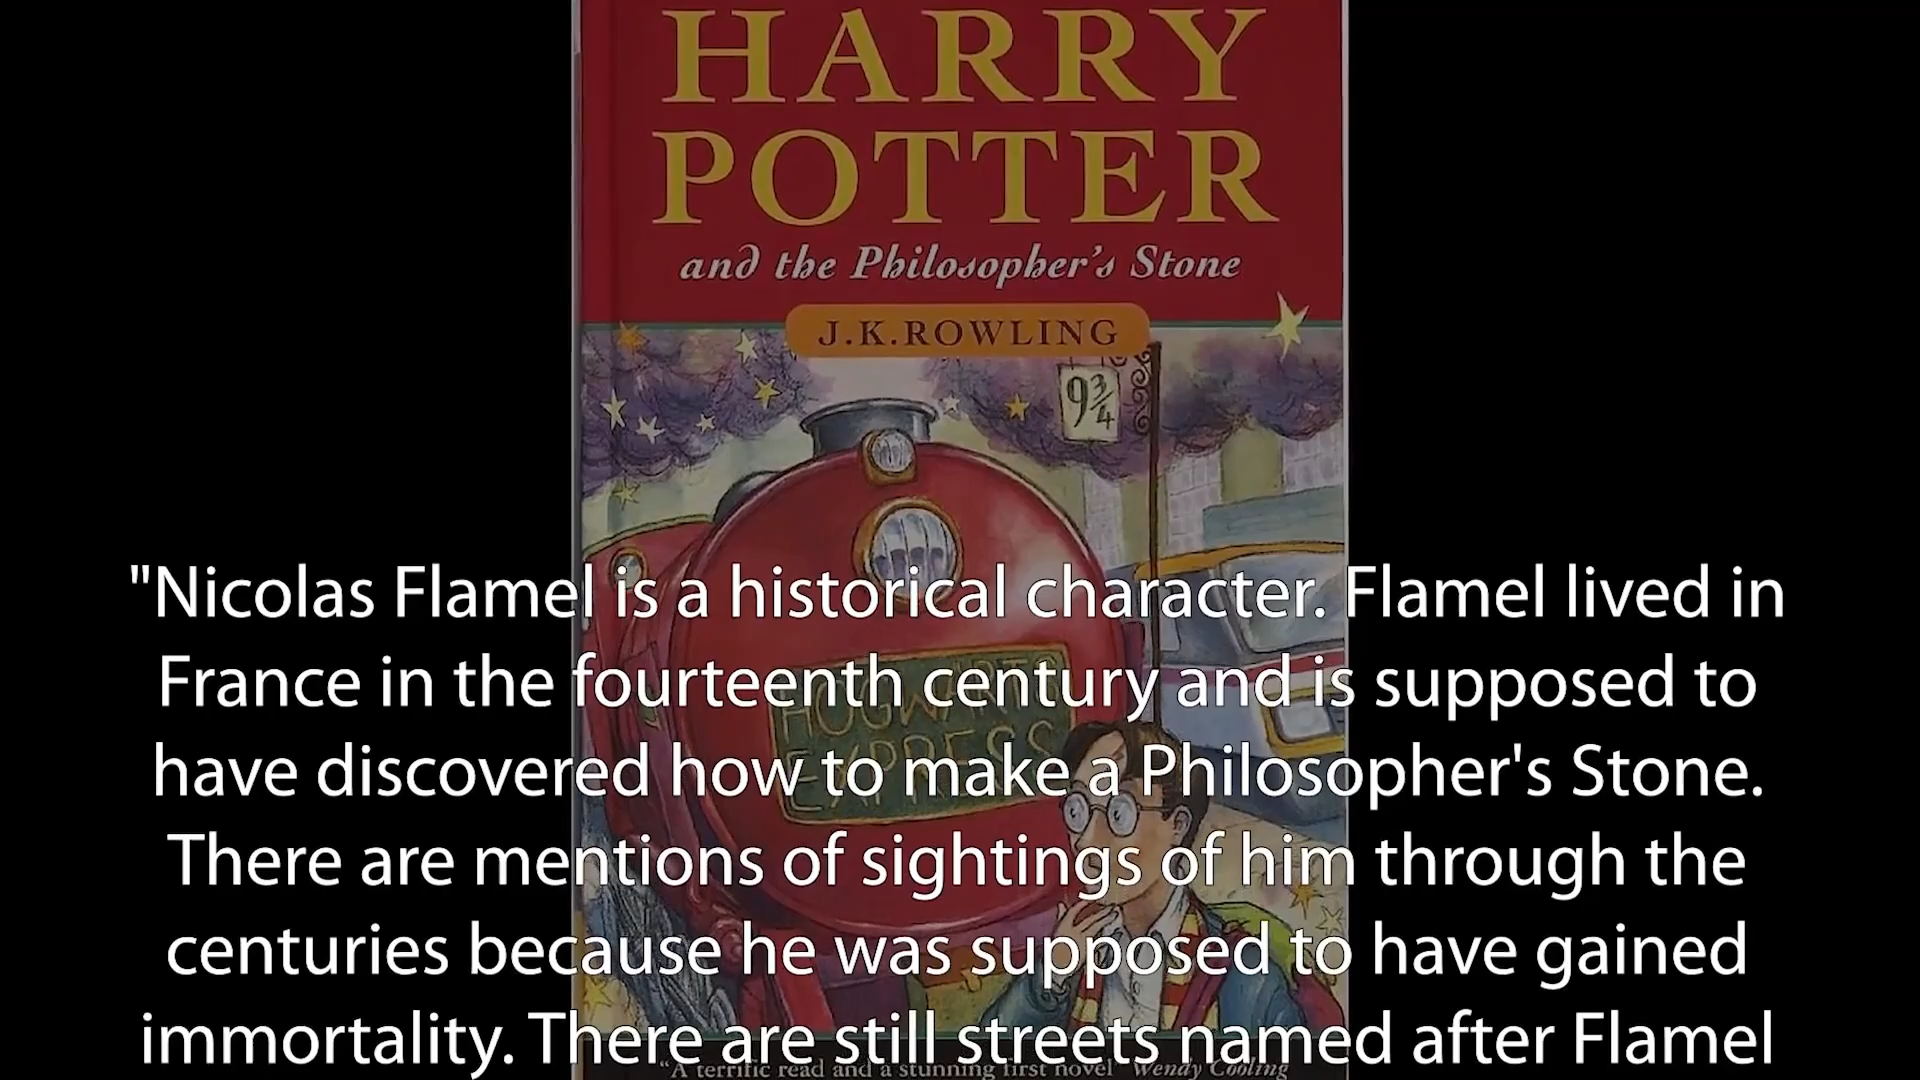 HARRY
POTTER
and the Philosopher's Stone
J.K.ROWLING
9¾
HOGWARTS
EXPRESS
"Nicolas Flamel is a historical character. Flamel lived in
France in the fourteenth century and is supposed to
have discovered how to make a Philosopher's Stone.
There are mentions of sightings of him through the
centuries because he was supposed to have gained
immortality. There are still streets named after Flamel
"A terrific read and a stunning first novel" Wendy Cooling